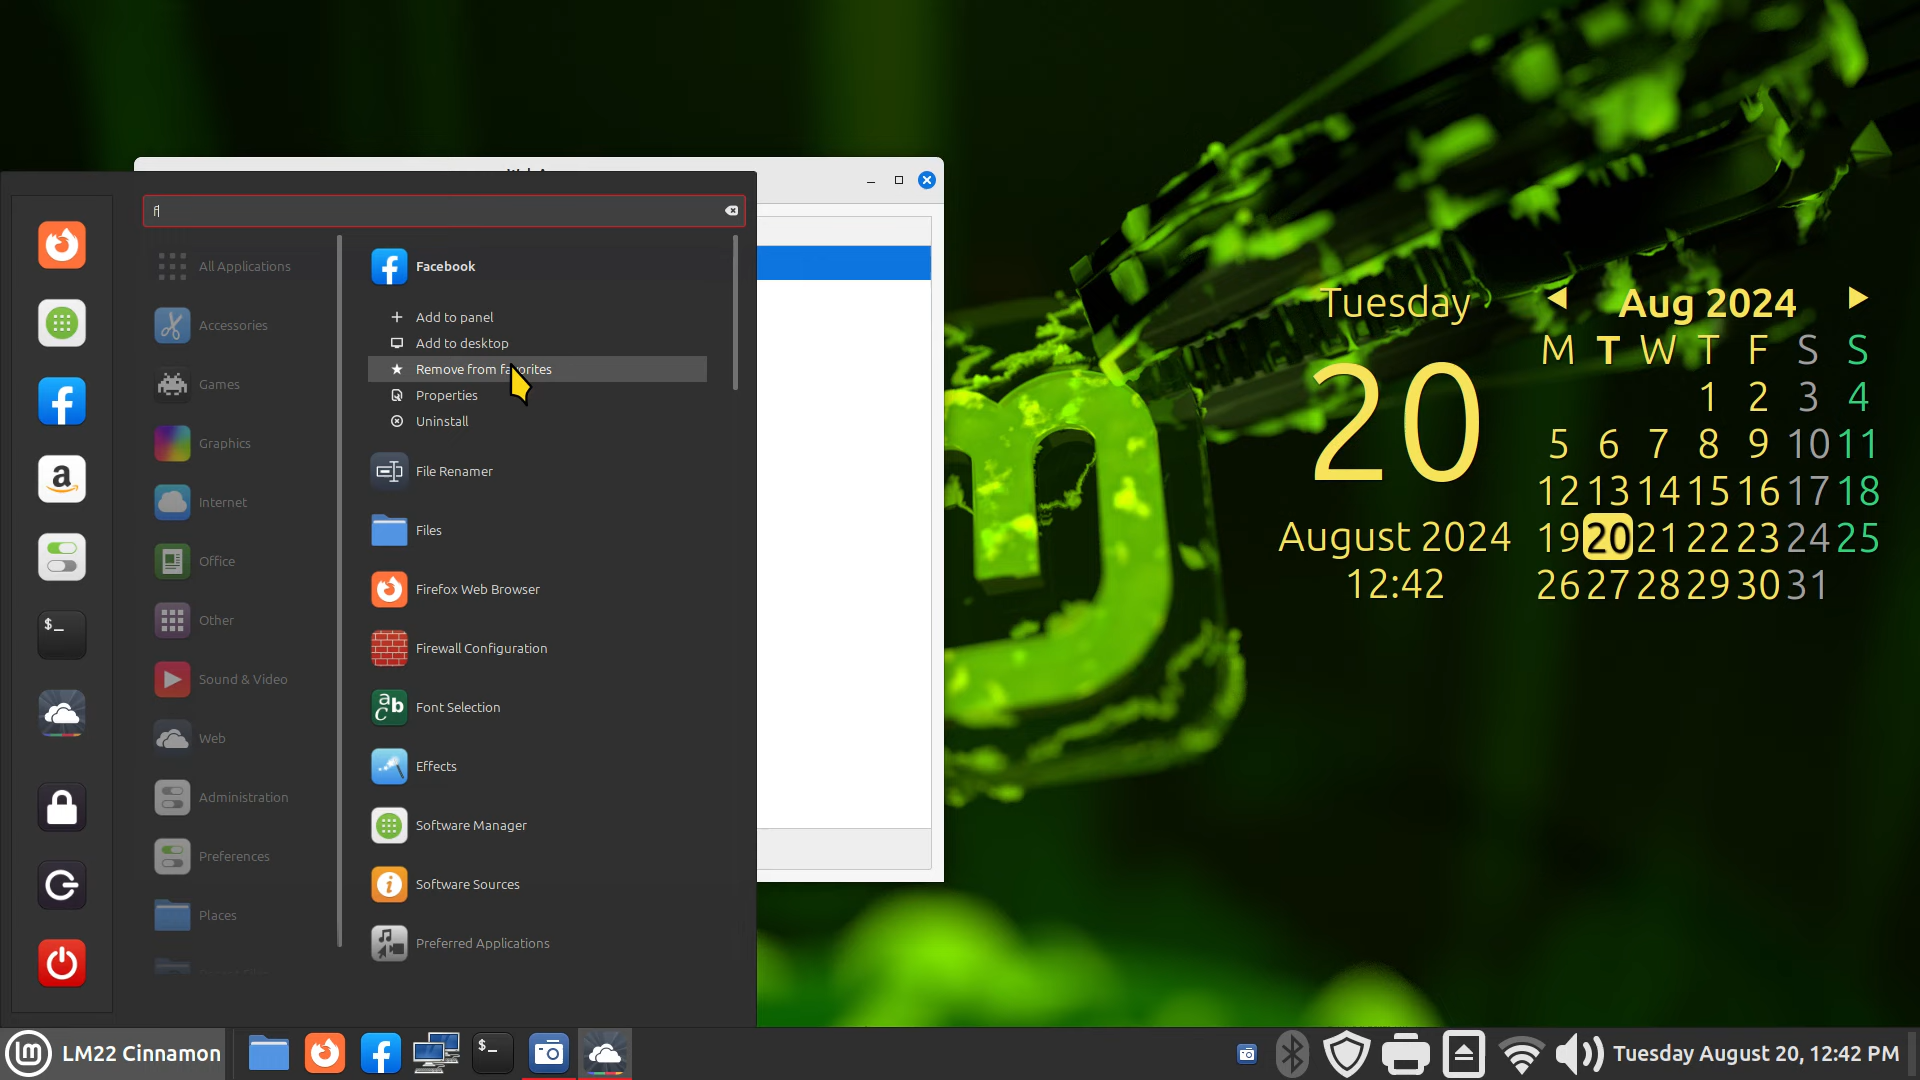 f
All Applications
Accessories
Games
Graphics
Internet
Office
Other
Sound & Video
Web
Administration
Preferences
Places
Facebook
Add to panel
Add to desktop
Remove from favorites
Properties
Uninstall
File Renamer
Files
Firefox Web Browser
Firewall Configuration
Font Selection
Effects
Software Manager
Software Sources
Preferred Applications
Tuesday
20
August 2024
12:42
Aug 2024
M T W T F S S
1 2 3 4
5 6 7 8 9 10 11
12 13 14 15 16 17 18
19 20 21 22 23 24 25
26 27 28 29 30 31
LM22 Cinnamon
Tuesday August 20, 12:42 PM